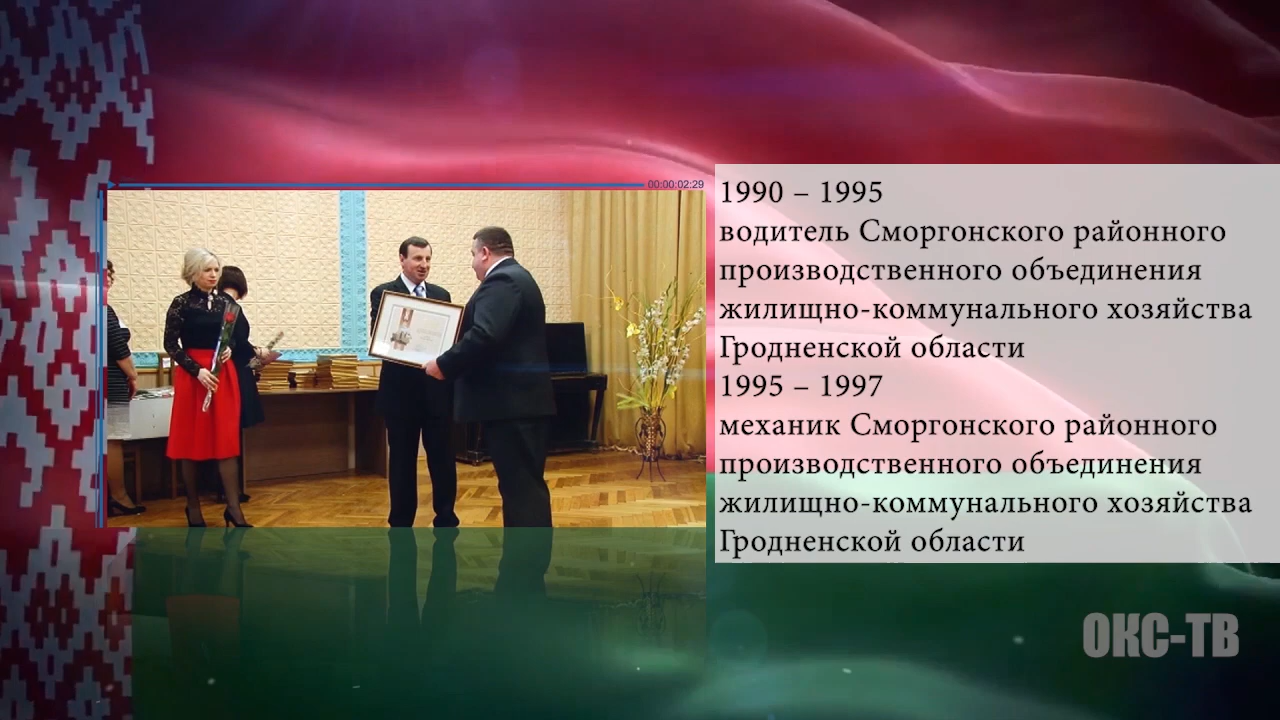 00:00:02:29
1990 – 1995
водитель Сморгонского районного
производственного объединения
жилищно-коммунального хозяйства
Гродненской области
1995 – 1997
механик Сморгонского районного
производственного объединения
жилищно-коммунального хозяйства
Гродненской области
ОКС-ТВ